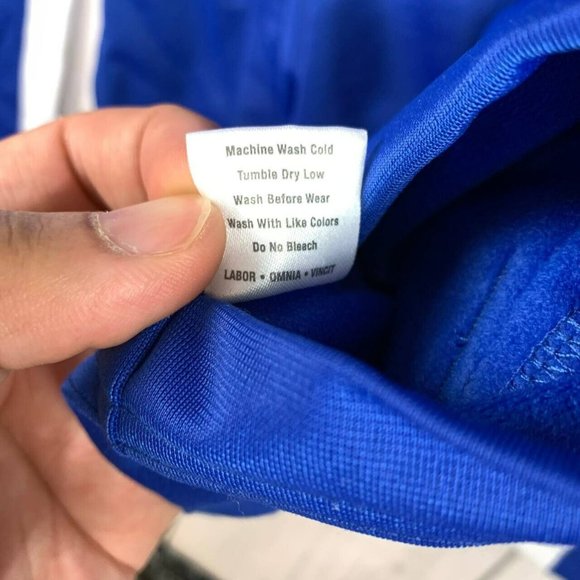 Machine Wash Cold
Tumble Dry Low
Wash Before Wear
Wash With Like Colors
Do No Bleach
LABOR • OMNIA • VINCIT